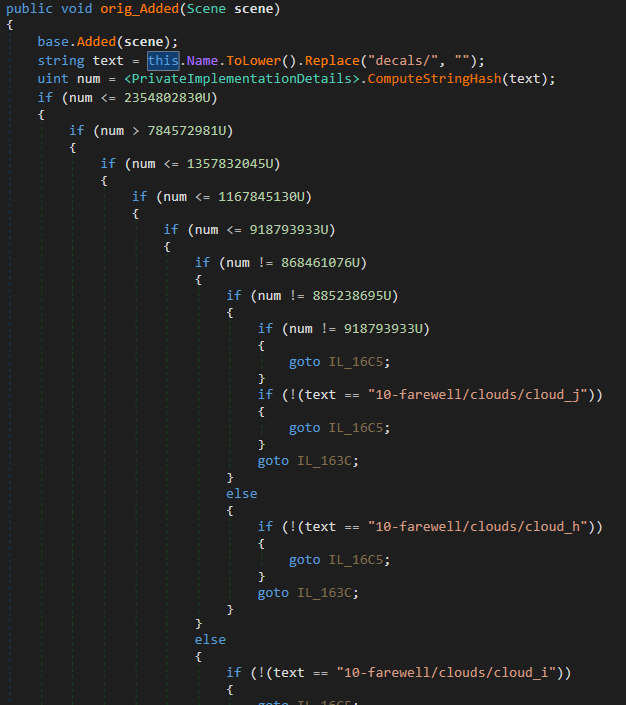 public void orig_Added(Scene scene)
{
base.Added(scene);
string text = this.Name.ToLower().Replace("decals/", "");
uint num = <PrivateImplementationDetails>.ComputeStringHash(text);
if (num <= 2354802830U)
{
if (num > 784572981U)
{
if (num <= 1357832045U)
{
if (num <= 1167845130U)
{
if (num <= 918793933U)
{
if (num != 868461076U)
{
if (num != 885238695U)
{
if (num != 918793933U)
{
goto IL_16C5;
}
if (!(text == "10-farewell/clouds/cloud_j"))
{
goto IL_16C5;
}
goto IL_163C;
}
else
{
if (!(text == "10-farewell/clouds/cloud_h"))
{
goto IL_16C5;
}
goto IL_163C;
}
}
else
{
if (!(text == "10-farewell/clouds/cloud_i"))
{
goto IL_16C5;